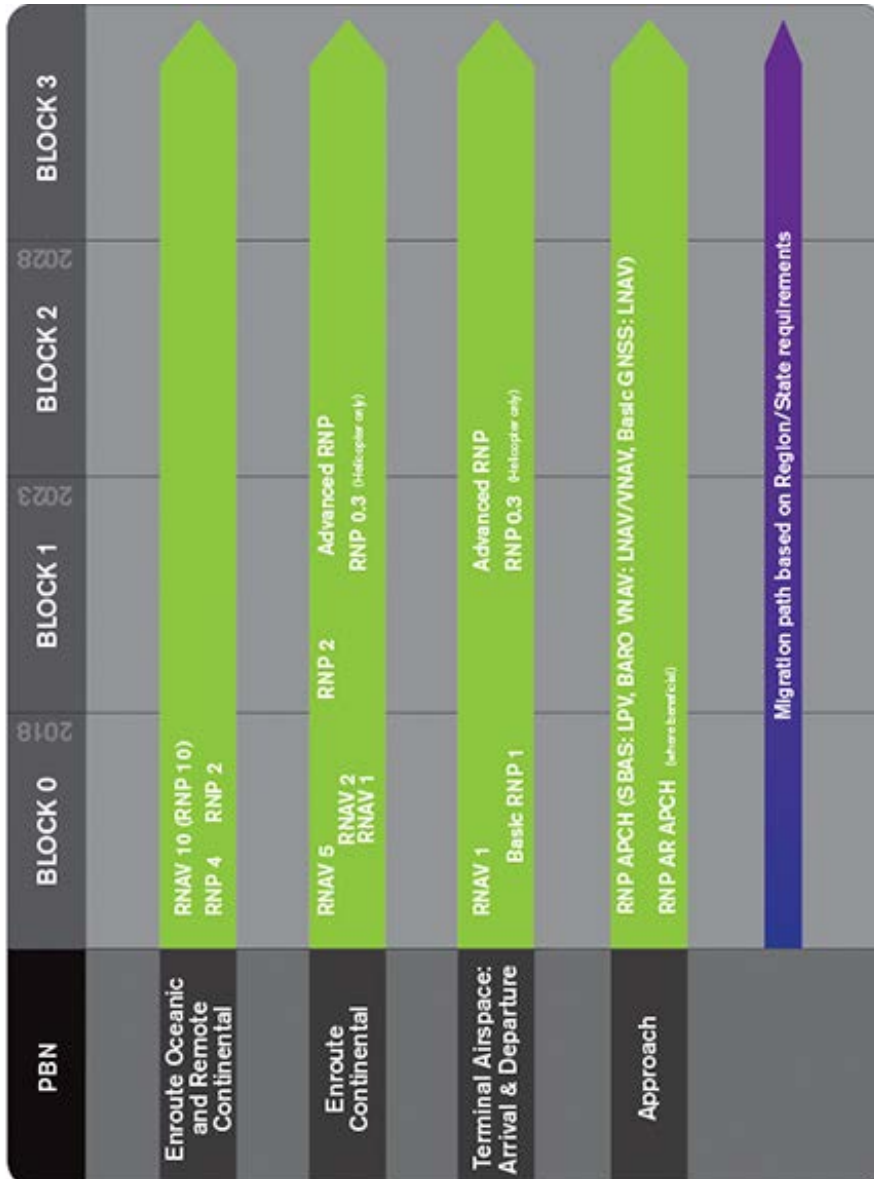 PBN
BLOCK 0
2018
BLOCK 1
2023
BLOCK 2
2028
BLOCK 3
Enroute Oceanic
and Remote
Continental
RNAV 10 (RNP 10)
RNP 4 RNP 2
Enroute
Continental
RNAV 5
RNAV 2
RNAV 1
RNP 2
Advanced RNP
RNP 0.3 (Helicopter only)
Terminal Airspace:
Arrival & Departure
RNAV 1
Basic RNP 1
Advanced RNP
RNP 0.3 (Helicopter only)
Approach
RNP APCH (SBAS: LPV, BARO VNAV: LNAV/VNAV, Basic GNSS: LNAV)
RNP AR APCH (where beneficial)
Migration path based on Region/State requirements